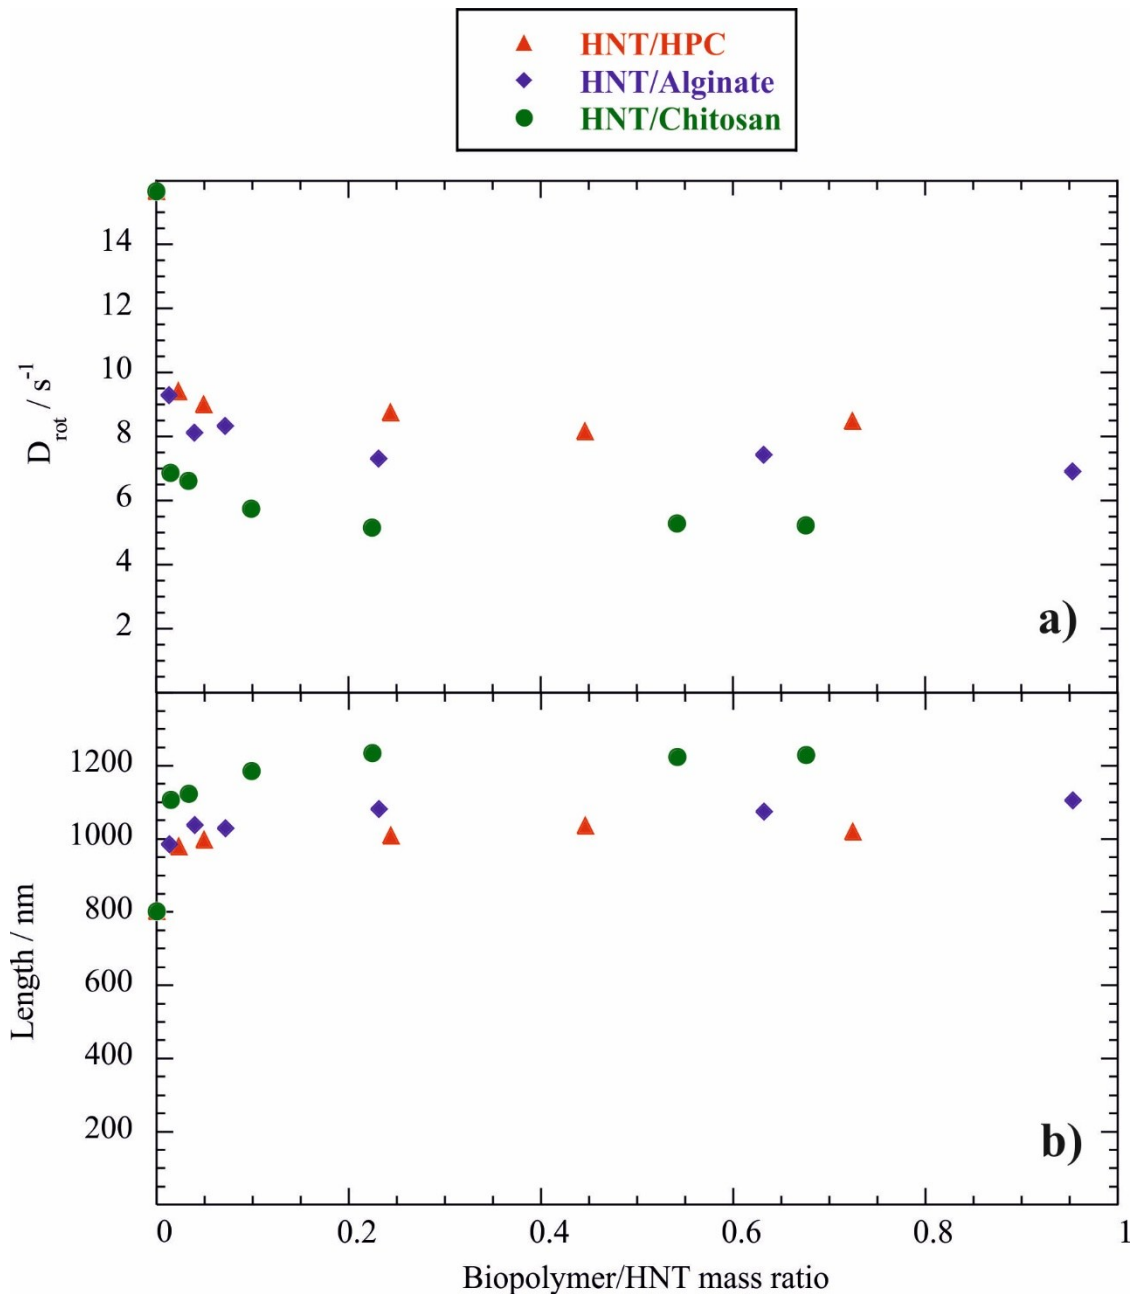 HNT/HPC
HNT/Alginate
HNT/Chitosan
14
12
10
8
6
4
2
D_rot / s^-1
a)
1200
1000
800
600
400
200
Length / nm
b)
0 0.2 0.4 0.6 0.8 1
Biopolymer/HNT mass ratio